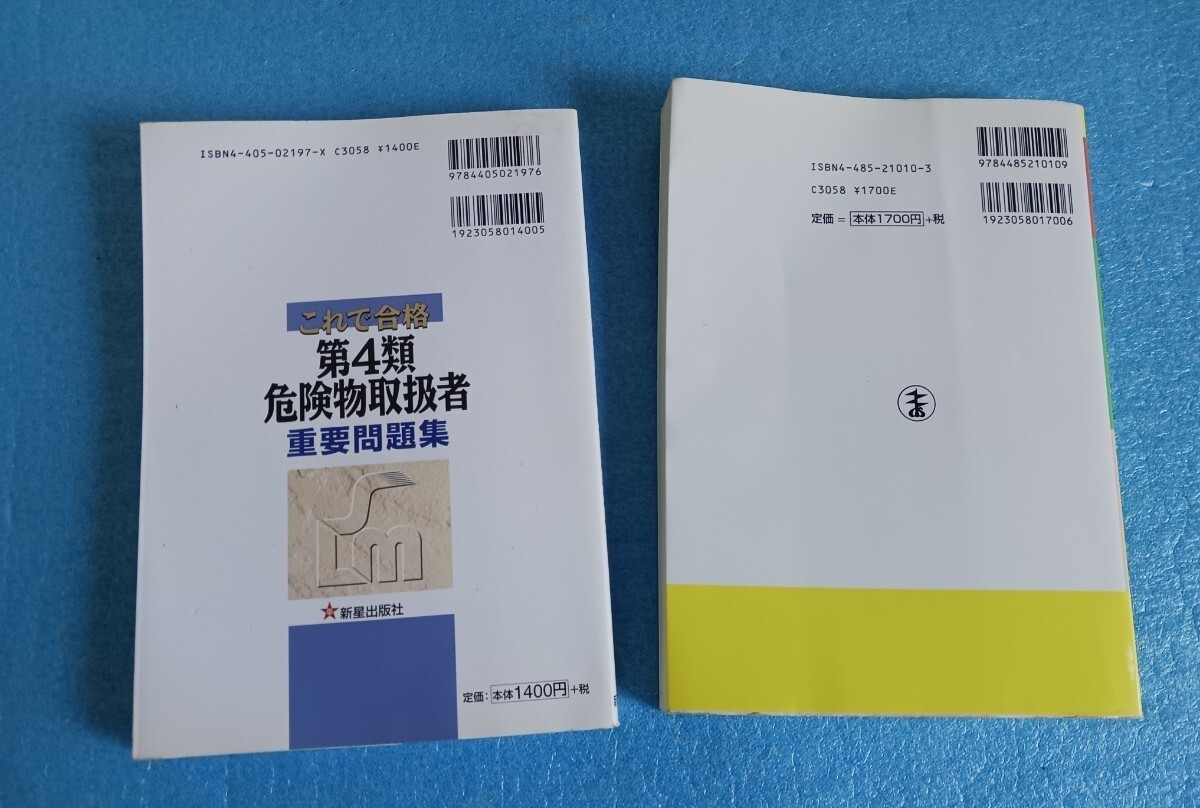 ISBN4-405-02197-X C3058 ¥1400E
9784405021976
1923058014005
これで合格
第4類
危険物取扱者
重要問題集
新星出版社
定価:本体1400円+税
ISBN4-485-21010-3
C3058 ¥1700E
定価=本体1700円+税
9784485210109
1923058017006